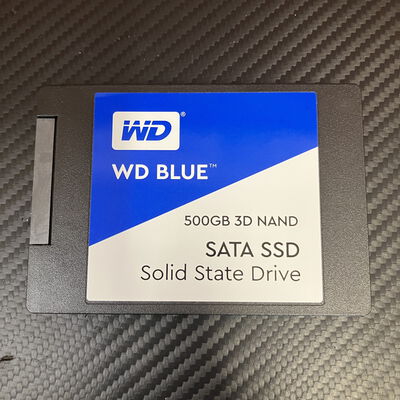 WD®
WD BLUE™
500GB 3D NAND
SATA SSD
Solid State Drive